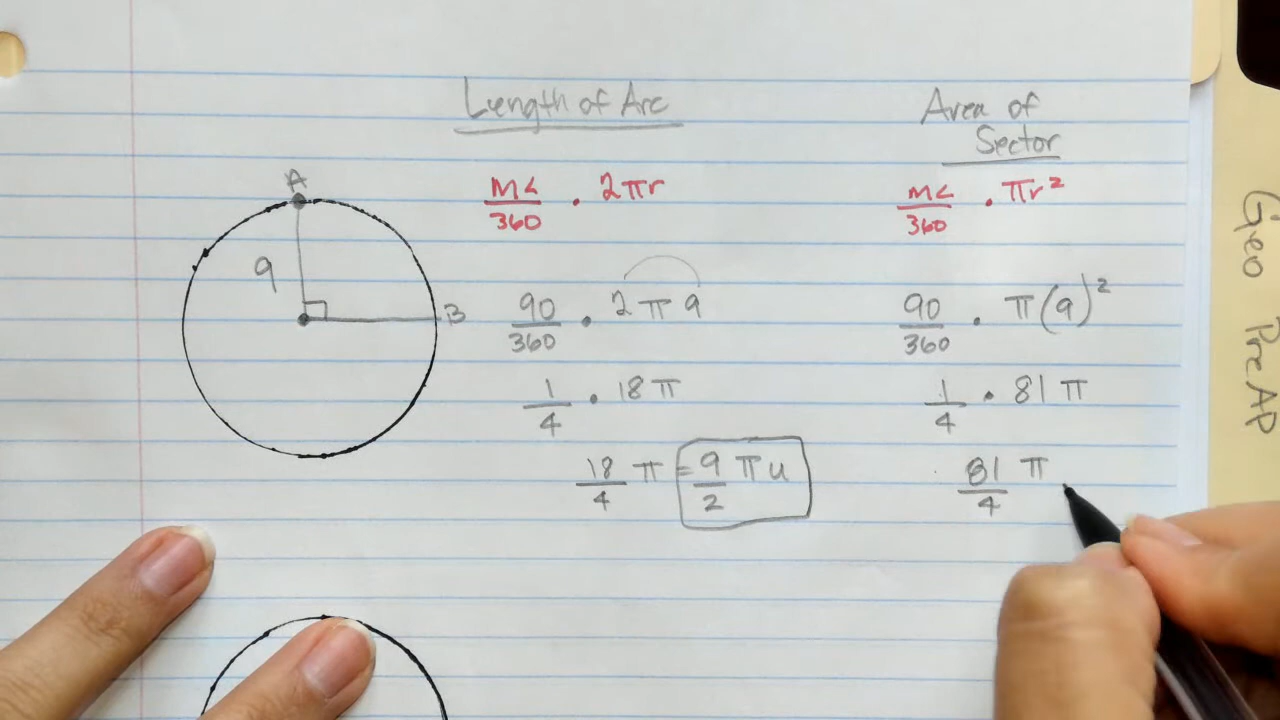 Length of Arc
m∠/360 · 2πr
90/360 · 2π9
1/4 · 18π
18/4 π = 9/2 π u
Area of
Sector
m∠/360 · πr²
90/360 · π(9)²
1/4 · 81π
81/4 π
A
9
B
Geo PreAP